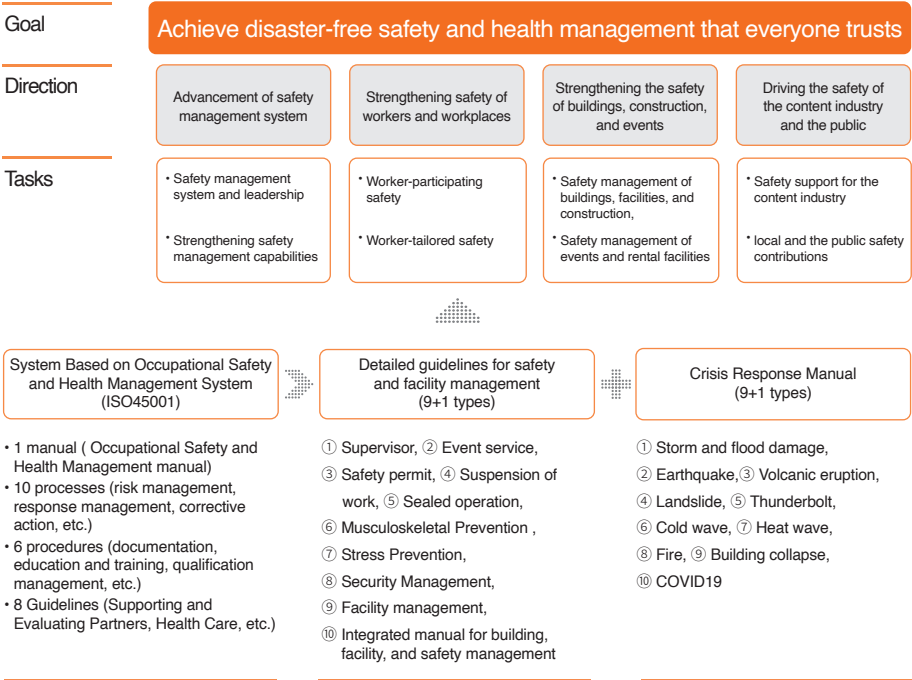 Goal
Achieve disaster-free safety and health management that everyone trusts
Direction
Advancement of safety
management system
Strengthening safety of
workers and workplaces
Strengthening the safety
of buildings, construction,
and events
Driving the safety of
the content industry
and the public
Tasks
• Safety management
system and leadership
• Strengthening safety
management capabilities
• Worker-participating
safety
• Worker-tailored safety
• Safety management of
buildings, facilities, and
construction,
• Safety management of
events and rental facilities
• Safety support for the
content industry
• local and the public safety
contributions
System Based on Occupational Safety
and Health Management System
(ISO45001)
• 1 manual ( Occupational Safety and
Health Management manual)
• 10 processes (risk management,
response management, corrective
action, etc.)
• 6 procedures (documentation,
education and training, qualification
management, etc.)
• 8 Guidelines (Supporting and
Evaluating Partners, Health Care, etc.)
Detailed guidelines for safety
and facility management
(9+1 types)
① Supervisor, ② Event service,
③ Safety permit, ④ Suspension of
work, ⑤ Sealed operation,
⑥ Musculoskeletal Prevention ,
⑦ Stress Prevention,
⑧ Security Management,
⑨ Facility management,
⑩ Integrated manual for building,
facility, and safety management
Crisis Response Manual
(9+1 types)
① Storm and flood damage,
② Earthquake,③ Volcanic eruption,
④ Landslide, ⑤ Thunderbolt,
⑥ Cold wave, ⑦ Heat wave,
⑧ Fire, ⑨ Building collapse,
⑩ COVID19